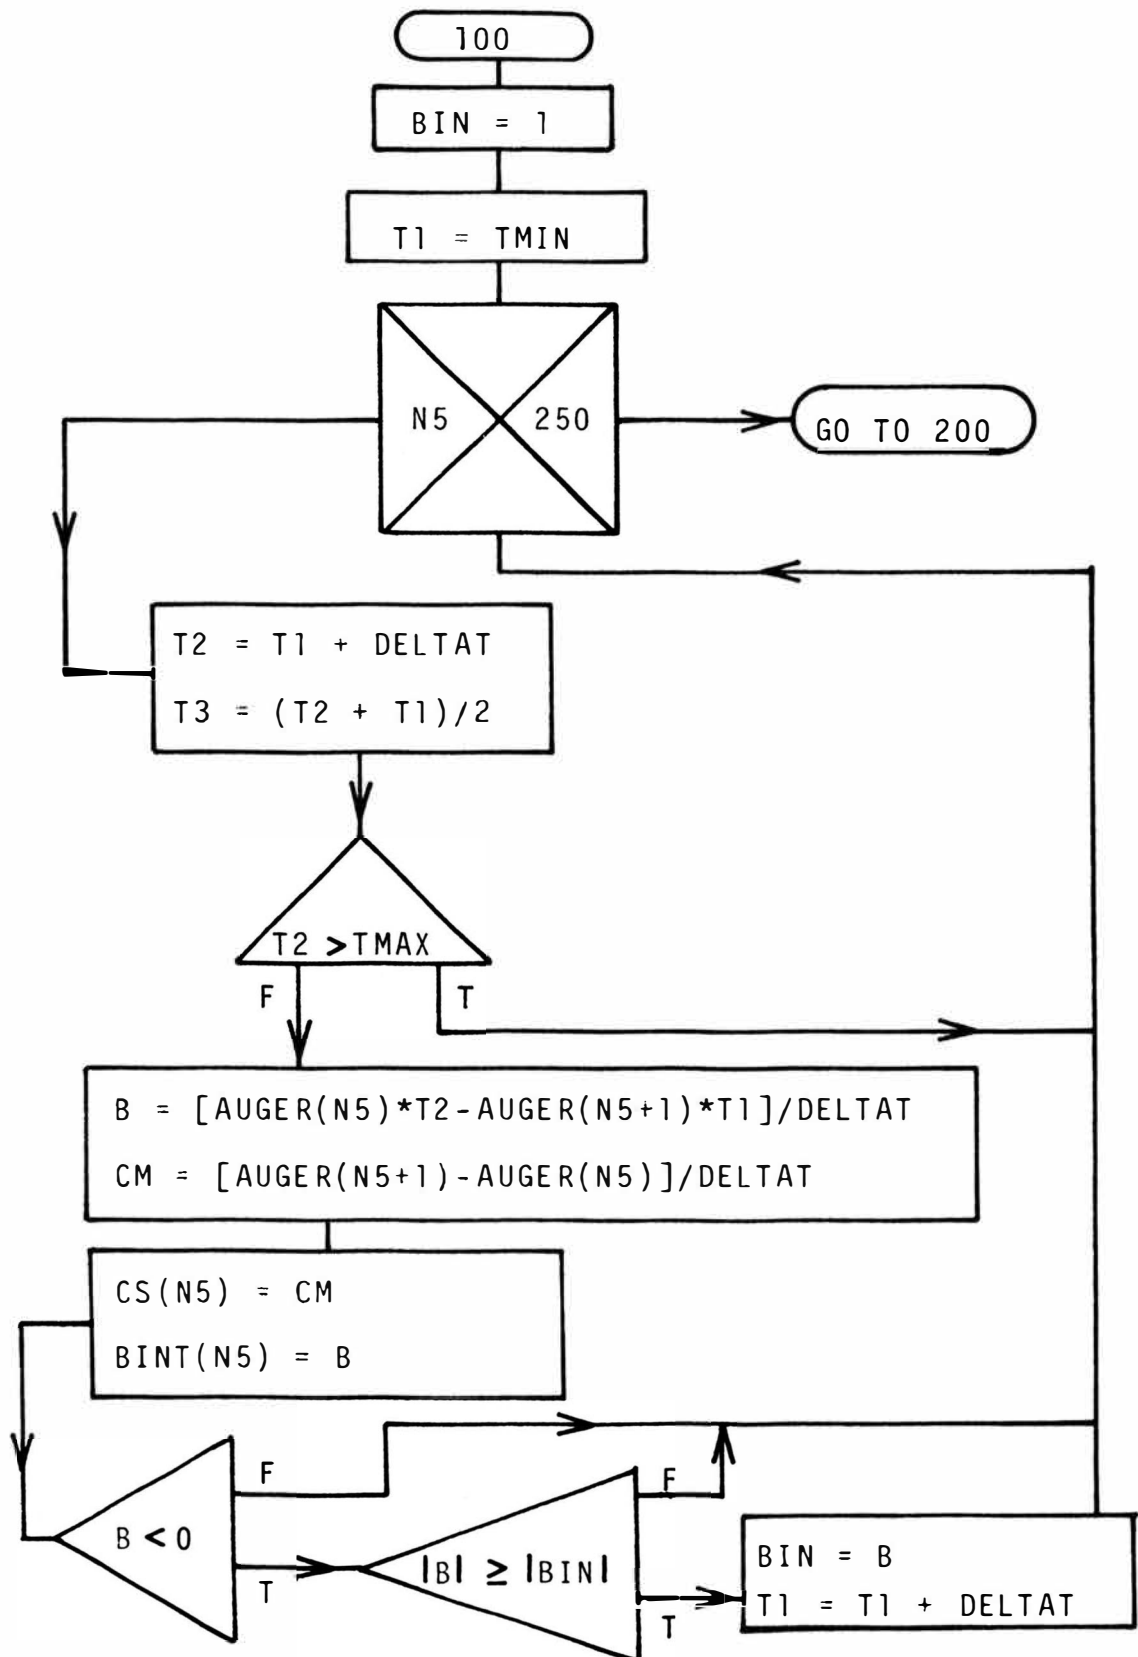 100
BIN = 1
T1 = TMIN
N5
250
GO TO 200
T2 = T1 + DELTAT
T3 = (T2 + T1)/2
T2 > TMAX
F
T
B = [AUGER(N5)*T2-AUGER(N5+1)*T1]/DELTAT
CM = [AUGER(N5+1)-AUGER(N5)]/DELTAT
CS(N5) = CM
BINT(N5) = B
B < 0
F
T
|B| ≥ |BIN|
F
T
BIN = B
T1 = T1 + DELTAT